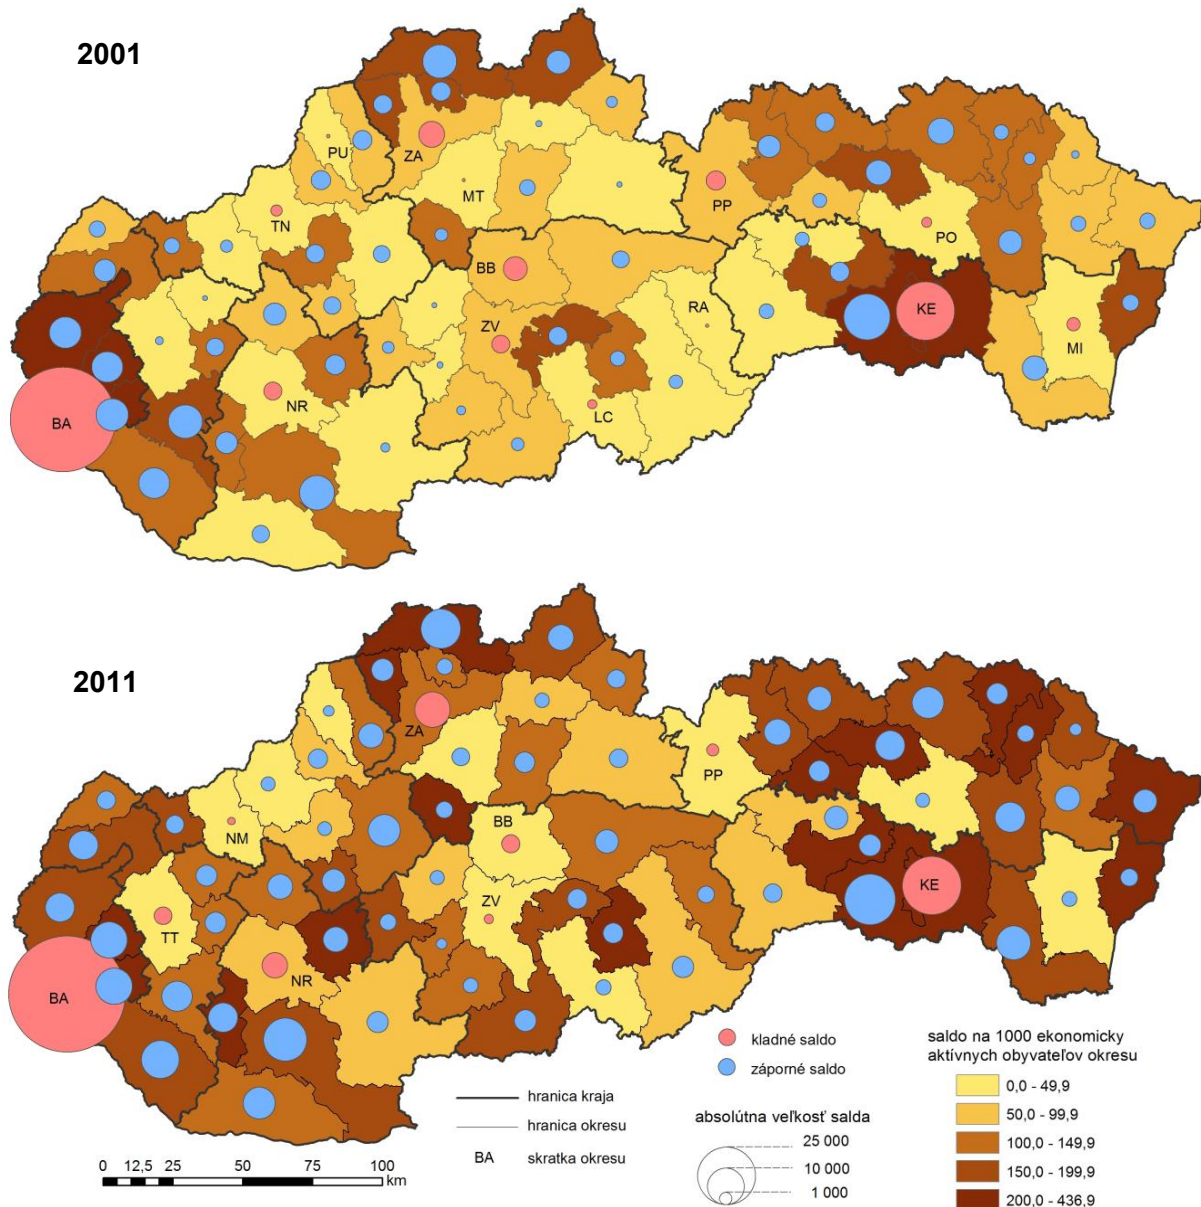 2001
PU
ZA
MT
TN
PP
PO
BB
ZV
RA
KE
MI
NR
LC
BA
2011
ZA
PP
NM
BB
TT
ZV
KE
NR
BA
kladné saldo
záporné saldo
saldo na 1000 ekonomicky
aktívnych obyvateľov okresu
0,0 - 49,9
50,0 - 99,9
100,0 - 149,9
150,0 - 199,9
200,0 - 436,9
hranica kraja
hranica okresu
BA skratka okresu
absolútna veľkosť salda
25 000
10 000
1 000
0 12,5 25 50 75 100
km